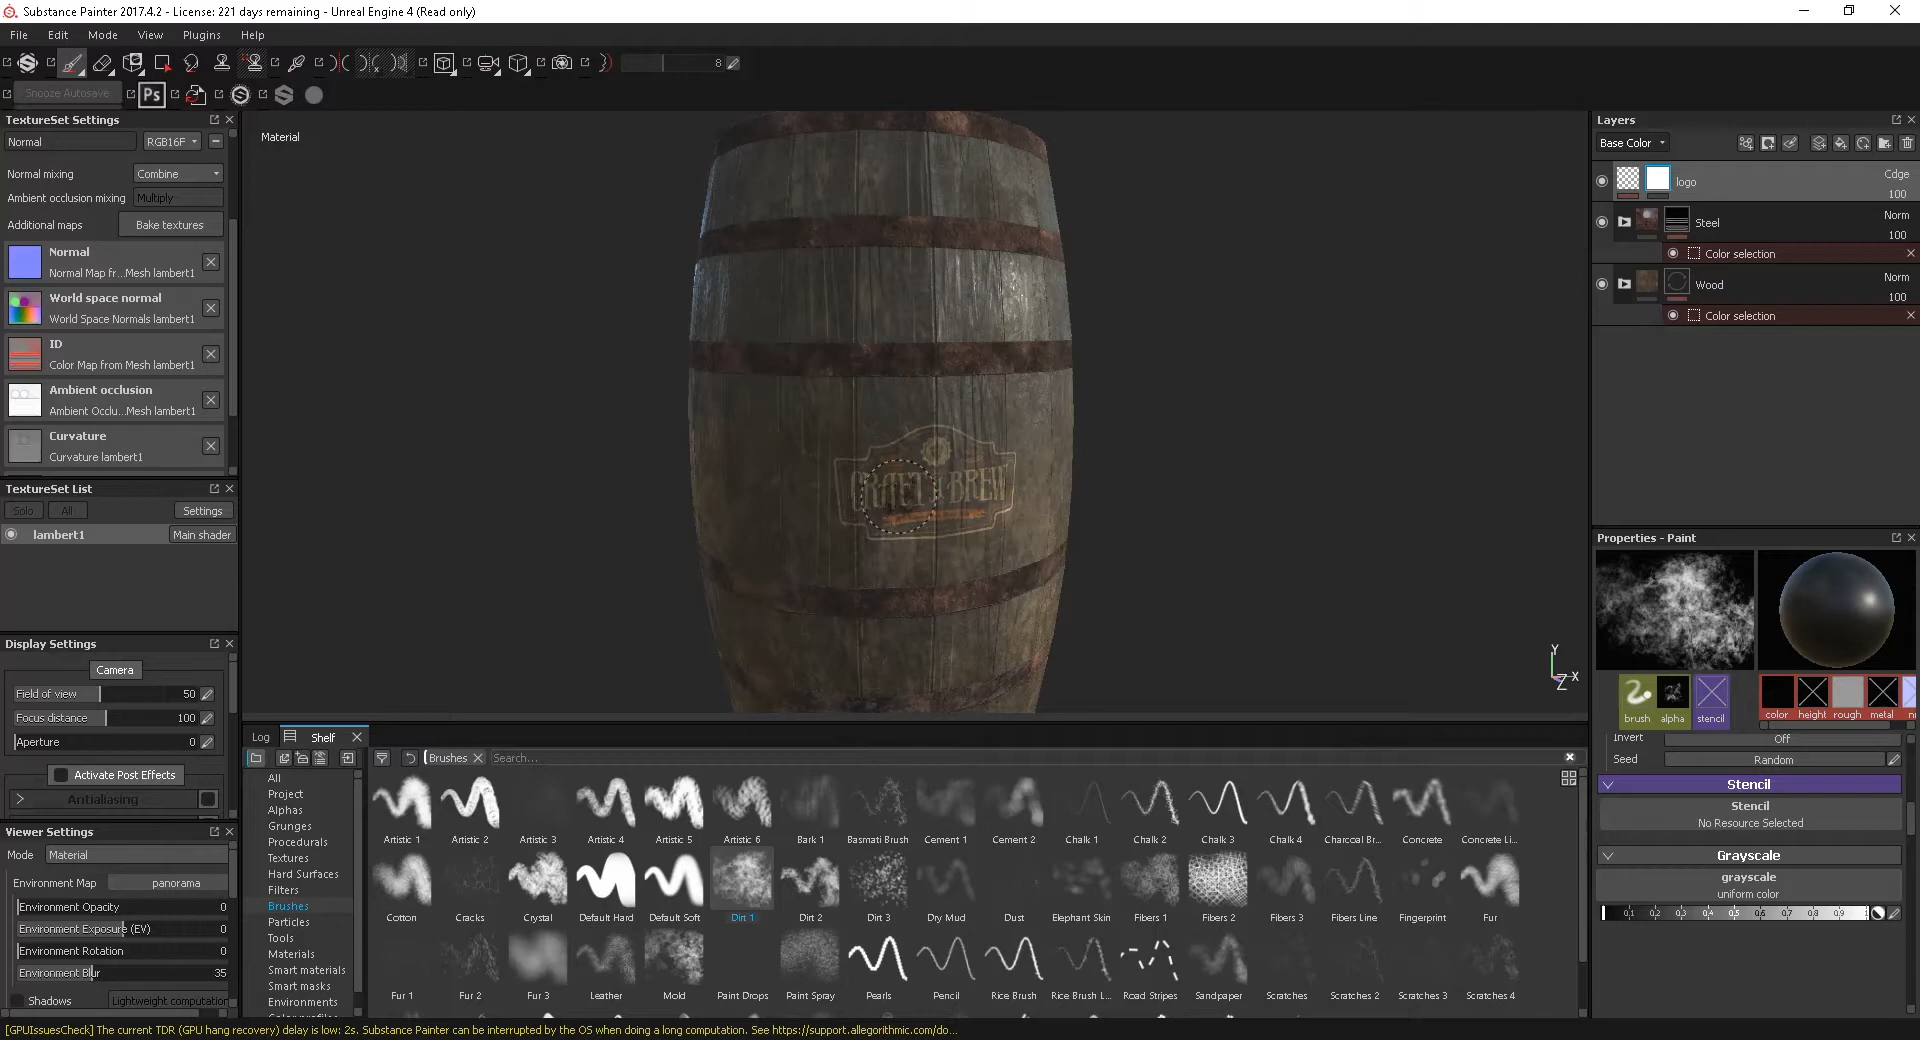 Substance Painter 2017.4.2 - License: 221 days remaining - Unreal Engine 4 (Read only)
File Edit Mode View Plugins Help
8
Snooze Autosave Ps
TextureSet Settings
Normal RGB16F
Normal mixing Combine
Ambient occlusion mixing Multiply
Additional maps Bake textures
Normal
Normal Map fr...Mesh lambert1
World space normal
World Space Normals lambert1
ID
Color Map from Mesh lambert1
Ambient occlusion
Ambient Occlu...Mesh lambert1
Curvature
Curvature lambert1
TextureSet List
Solo All Settings
lambert1 Main shader
Display Settings
Camera
Field of view 50
Focus distance 100
Aperture 0
Activate Post Effects
Antialiasing
Viewer Settings
Mode Material
Environment Map panorama
Environment Opacity 0
Environment Exposure (EV) 0
Environment Rotation 0
Environment Blur 35
Shadows Lightweight computation
Material
CRAFT BREW
Y
X
Z
Log Shelf
Brushes Search...
All
Project
Alphas
Grunges
Procedurals
Textures
Hard Surfaces
Filters
Brushes
Particles
Tools
Materials
Smart materials
Smart masks
Environments
Color profiles
Artistic 1 Artistic 2 Artistic 3 Artistic 4 Artistic 5 Artistic 6 Bark 1 Basmati Brush Cement 1 Cement 2 Chalk 1 Chalk 2 Chalk 3 Chalk 4 Charcoal Br... Concrete Concrete Li...
Cotton Cracks Crystal Default Hard Default Soft Dirt 1 Dirt 2 Dirt 3 Dry Mud Dust Elephant Skin Fibers 1 Fibers 2 Fibers 3 Fibers Line Fingerprint Fur
Fur 1 Fur 2 Fur 3 Leather Mold Paint Drops Paint Spray Pearls Pencil Rice Brush Rice Brush L... Road Stripes Sandpaper Scratches Scratches 2 Scratches 3 Scratches 4
Layers
Base Color
logo Cdge
100
Steel Norm
100
Color selection
Wood Norm
100
Color selection
Properties - Paint
brush alpha stencil color height rough metal
Invert Off
Seed Random
Stencil
Stencil
No Resource Selected
Grayscale
grayscale
uniform color
0.1 0.2 0.3 0.4 0.5 0.6 0.7 0.8 0.9 1
[GPUIssuesCheck] The current TDR (GPU hang recovery) delay is low: 2s. Substance Painter can be interrupted by the OS when doing a long computation. See https://support.allegorithmic.com/do...